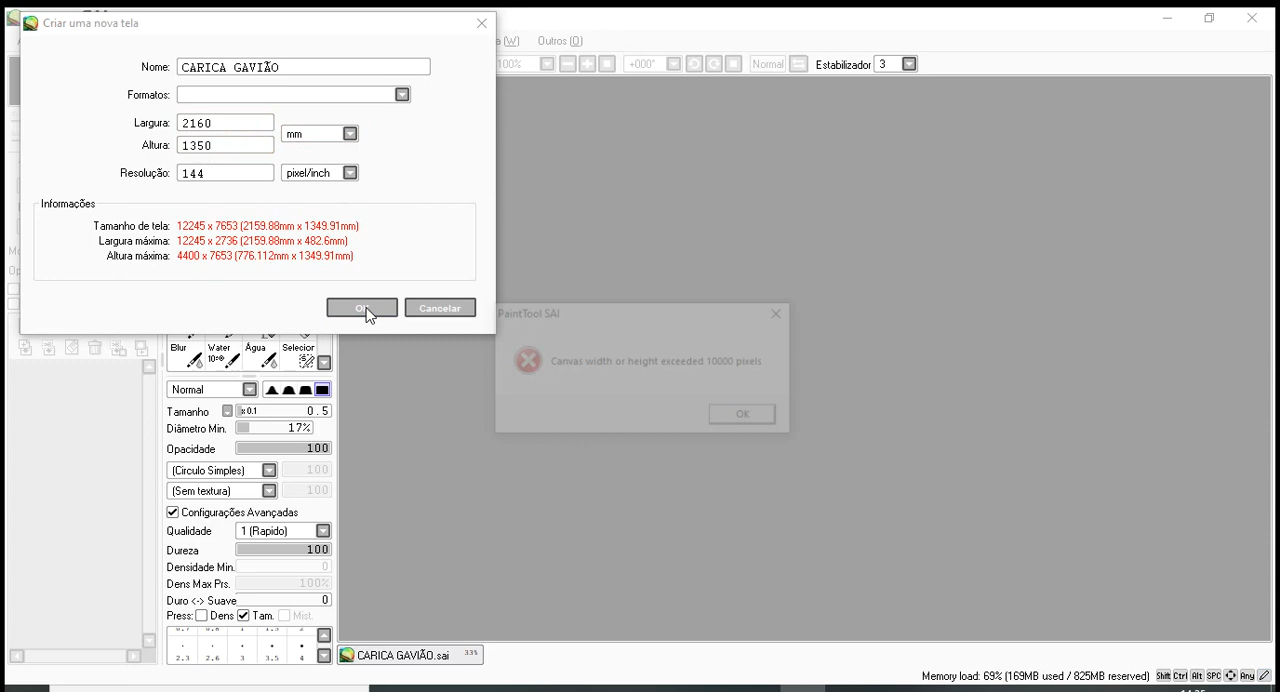 Criar uma nova tela
(W) Outros (O)
Nome: CARICA GAVIÃO
100% +000° Normal Estabilizador 3
Formatos:
Largura: 2160
mm
Altura: 1350
Resolução: 144 pixel/inch
Informações
Tamanho de tela: 12245 x 7653 (2159.88mm x 1349.91mm)
Largura máxima: 12245 x 2736 (2159.88mm x 482.6mm)
Altura máxima: 4400 x 7653 (776.112mm x 1349.91mm)
OK Cancelar
PaintTool SAI
Canvas width or height exceeded 10000 pixels
OK
Blur Water Água Selecior
10=⊕
Normal
Tamanho x 0.1 0.5
Diâmetro Min. 17%
Opacidade 100
(Circulo Simples) 100
(Sem textura) 100
Configurações Avançadas
Qualidade 1 (Rapido)
Dureza 100
Densidade Min. 0
Dens Max Prs. 100%
Duro <-> Suave 0
Press: Dens Tam. Mist.
2.3 2.6 3 3.5 4
CARICA GAVIÃO.sai 33%
Memory load: 69% (169MB used / 825MB reserved) Shift Ctrl Alt SPC Any